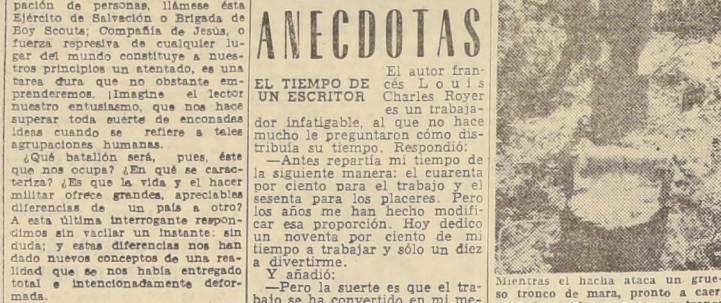 pación de personas, llámese ésta
Ejército de Salvación o Brigada de
Boy Scouts; Compañía de Jesús, o
fuerza represiva de cualquier lu-
gar del mundo constituye a nues-
tros principios un atentado, es una
tarea dura que no obstante em-
prenderemos. ¡Imagine el lector
nuestro entusiasmo, que nos hace
superar toda suerte de enconadas
ideas cuando se refiere a tales
agrupaciones humanas.
¿Qué batallón será, pues, éste
que nos ocupa? ¿En qué se carac-
teriza? ¿Es que la vida y el hacer
militar ofrece grandes, apreciables
diferencias de un país a otro?
A esta última interrogante respon-
dimos sin vacilar un instante: sin
duda; y estas diferencias nos han
dado nuevos conceptos de una rea-
lidad que se nos había entregado
total e intencionadamente defor-
mada.
ANECDOTAS
EL TIEMPO DE
UN ESCRITOR
El autor fran-
cés Louis
Charles Royer
es un trabaja-
dor infatigable, al que no hace
mucho le preguntaron cómo dis-
tribuía su tiempo. Respondió:
—Antes repartía mi tiempo de
la siguiente manera: el cuarenta
por ciento para el trabajo y el
sesenta para los placeres. Pero
los años me han hecho modifi-
car esa proporción. Hoy dedico
un noventa por ciento de mi
tiempo a trabajar y sólo un diez
a divertirme.
Y añadió:
—Pero la suerte es que el tra-
bajo se ha convertido en mi me-
Mientras el hacha ataca un grue-
so tronco de mara, pronto a caer